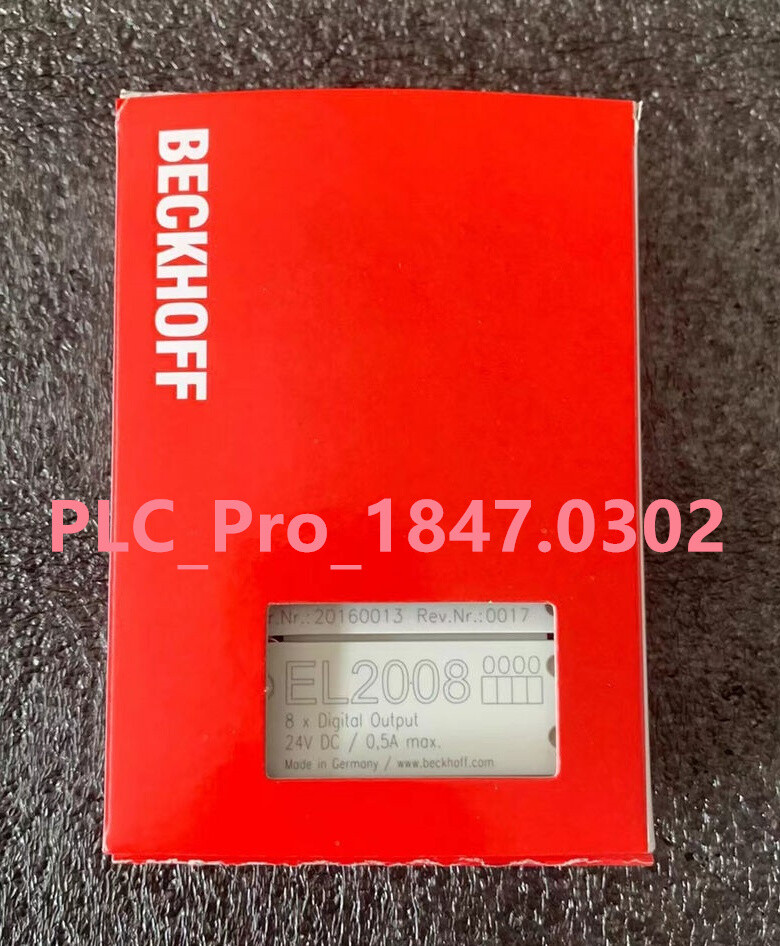 BECKHOFF
PLC_Pro_1847.0302
r.Nr.: 20160013 Rev.Nr.:0017
EL2008
8 x Digital Output
24V DC / 0,5A max.
Made in Germany / www.beckhoff.com